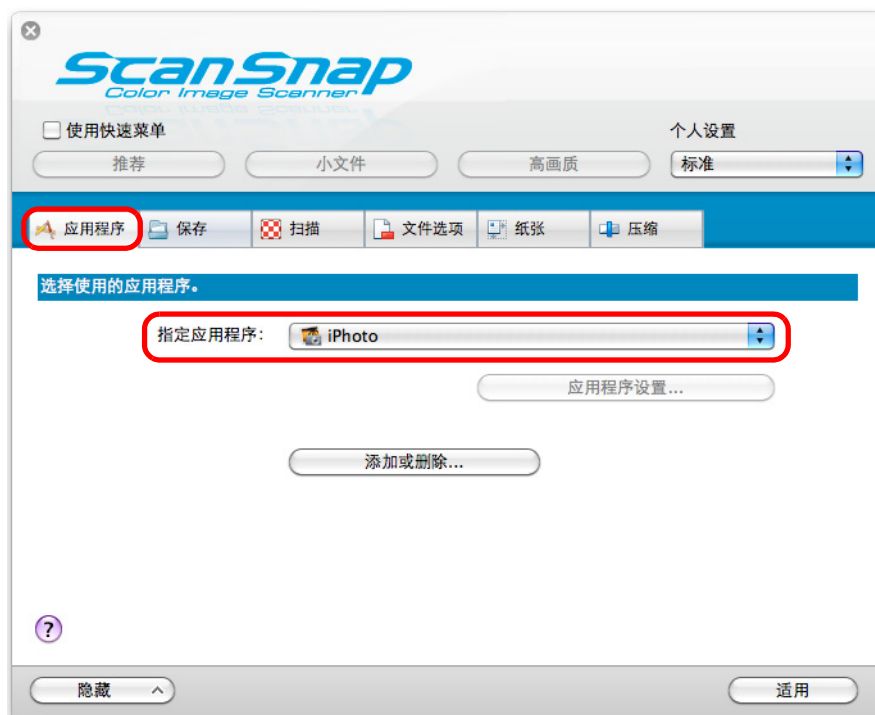 ScanSnap
Color Image Scanner
使用快速菜单
个人设置
推荐 小文件 高画质 标准
应用程序 保存 扫描 文件选项 纸张 压缩
选择使用的应用程序。
指定应用程序: iPhoto
应用程序设置...
添加或删除...
?
隐藏 适用